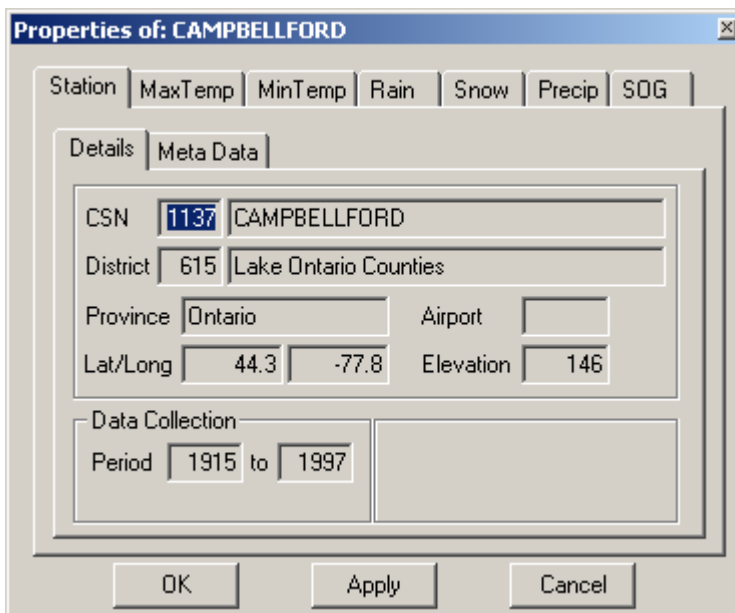 Properties of: CAMPBELLFORD
Station MaxTemp MinTemp Rain Snow Precip SOG
Details Meta Data
CSN 1137 CAMPBELLFORD
District 615 Lake Ontario Counties
Province Ontario Airport
Lat/Long 44.3 -77.8 Elevation 146
Data Collection
Period 1915 to 1997
OK Apply Cancel